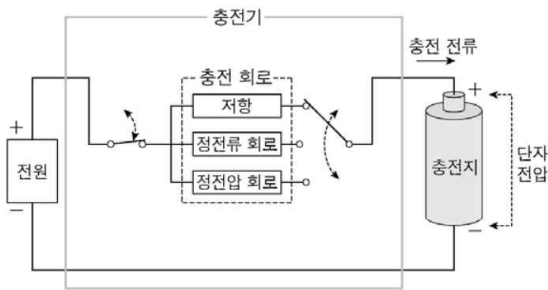 충전기
충전 전류
충전 회로
저항
정전류 회로
정전압 회로
+
전원
−
+
충전지
−
단자
전압